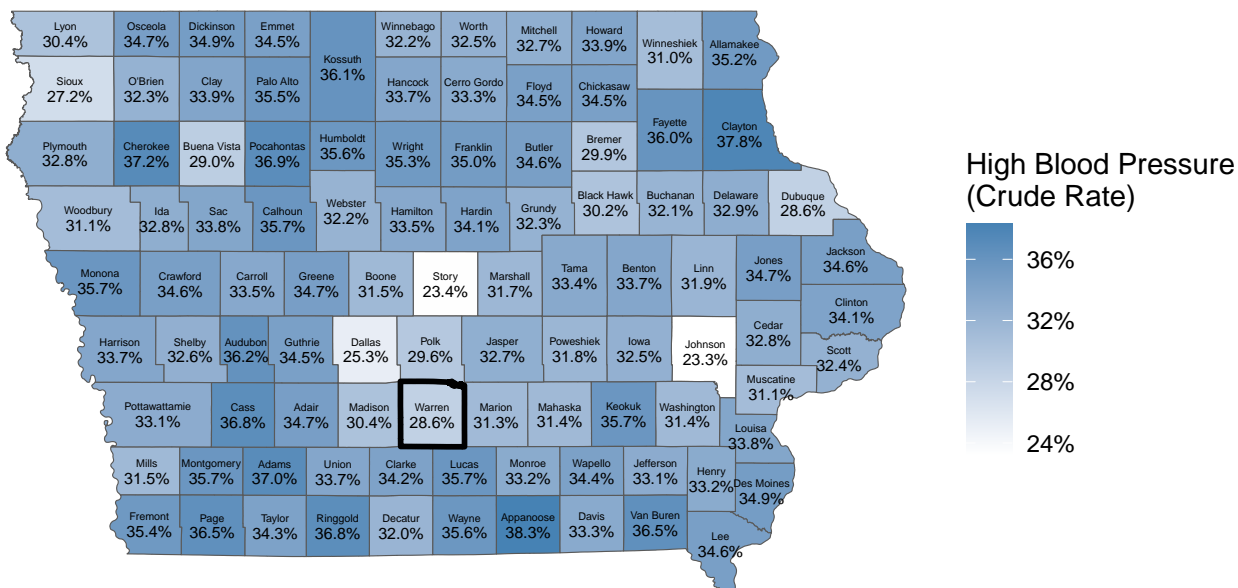 Lyon
30.4%
Osceola
34.7%
Dickinson
34.9%
Emmet
34.5%
Kossuth
36.1%
Winnebago
32.2%
Worth
32.5%
Mitchell
32.7%
Howard
33.9%
Winneshiek
31.0%
Allamakee
35.2%
Sioux
27.2%
O'Brien
32.3%
Clay
33.9%
Palo Alto
35.5%
Hancock
33.7%
Cerro Gordo
33.3%
Floyd
34.5%
Chickasaw
34.5%
Fayette
36.0%
Clayton
37.8%
Plymouth
32.8%
Cherokee
37.2%
Buena Vista
29.0%
Pocahontas
36.9%
Humboldt
35.6%
Wright
35.3%
Franklin
35.0%
Butler
34.6%
Bremer
29.9%
Woodbury
31.1%
Ida
32.8%
Sac
33.8%
Calhoun
35.7%
Webster
32.2%
Hamilton
33.5%
Hardin
34.1%
Grundy
32.3%
Black Hawk
30.2%
Buchanan
32.1%
Delaware
32.9%
Dubuque
28.6%
Monona
35.7%
Crawford
34.6%
Carroll
33.5%
Greene
34.7%
Boone
31.5%
Story
23.4%
Marshall
31.7%
Tama
33.4%
Benton
33.7%
Linn
31.9%
Jones
34.7%
Jackson
34.6%
Clinton
34.1%
Harrison
33.7%
Shelby
32.6%
Audubon
36.2%
Guthrie
34.5%
Dallas
25.3%
Polk
29.6%
Jasper
32.7%
Poweshiek
31.8%
Iowa
32.5%
Johnson
23.3%
Cedar
32.8%
Scott
32.4%
Muscatine
31.1%
Pottawattamie
33.1%
Cass
36.8%
Adair
34.7%
Madison
30.4%
Warren
28.6%
Marion
31.3%
Mahaska
31.4%
Keokuk
35.7%
Washington
31.4%
Louisa
33.8%
Mills
31.5%
Montgomery
35.7%
Adams
37.0%
Union
33.7%
Clarke
34.2%
Lucas
35.7%
Monroe
33.2%
Wapello
34.4%
Jefferson
33.1%
Henry
33.2%
Des Moines
34.9%
Fremont
35.4%
Page
36.5%
Taylor
34.3%
Ringgold
36.8%
Decatur
32.0%
Wayne
35.6%
Appanoose
38.3%
Davis
33.3%
Van Buren
36.5%
Lee
34.6%
High Blood Pressure
(Crude Rate)
36%
32%
28%
24%